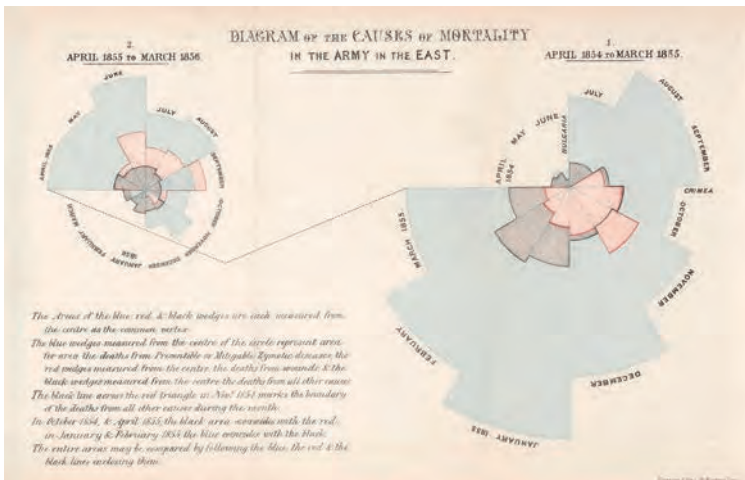 DIAGRAM OF THE CAUSES OF MORTALITY
IN THE ARMY IN THE EAST.
2.
APRIL 1855 TO MARCH 1856.
JUNE
MAY
APRIL 1855
JULY
AUGUST
SEPTEMBER
OCTOBER
NOVEMBER
DECEMBER
JANUARY 1856
FEBRUARY
MARCH
1.
APRIL 1854 TO MARCH 1855.
APRIL 1854
MAY
JUNE
BULGARIA
JULY
AUGUST
SEPTEMBER
CRIMEA
OCTOBER
NOVEMBER
DECEMBER
JANUARY 1855
FEBRUARY
MARCH 1855
The Areas of the blue, red, & black wedges are each measured from
the centre as the common vertex
The blue wedges measured from the centre of the circle represent area
for area the deaths from Preventible or Mitigable Zymotic diseases, the
red wedges measured from the centre the deaths from wounds, & the
black wedges measured from the centre the deaths from all other causes
The black line across the red triangle in Novr 1854 marks the boundary
of the deaths from all other causes during the month
In October 1854, & April 1855, the black area coincides with the red,
in January & February 1855, the blue coincides with the black
The entire areas may be compared by following the blue, the red & the
black lines enclosing them.